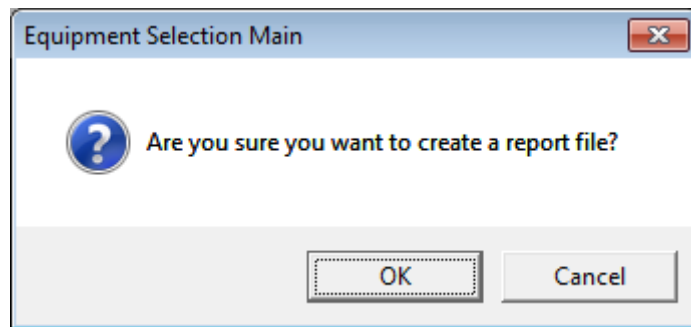 Equipment Selection Main
Are you sure you want to create a report file?
OK
Cancel